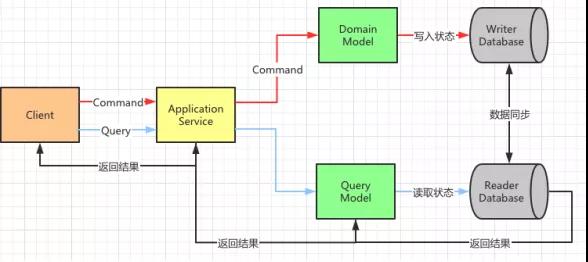 Domain
Model
写入状态
Writer
Database
Command
Client
Command
Query
Application
Service
数据同步
返回结果
Query
Model
读取状态
Reader
Database
返回结果
返回结果